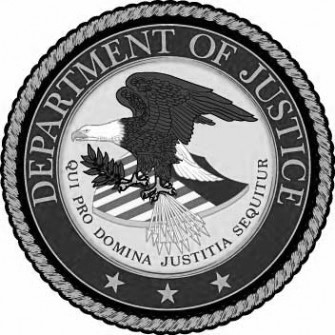 DEPARTMENT OF JUSTICE
QUI PRO DOMINA JUSTITIA SEQUITUR